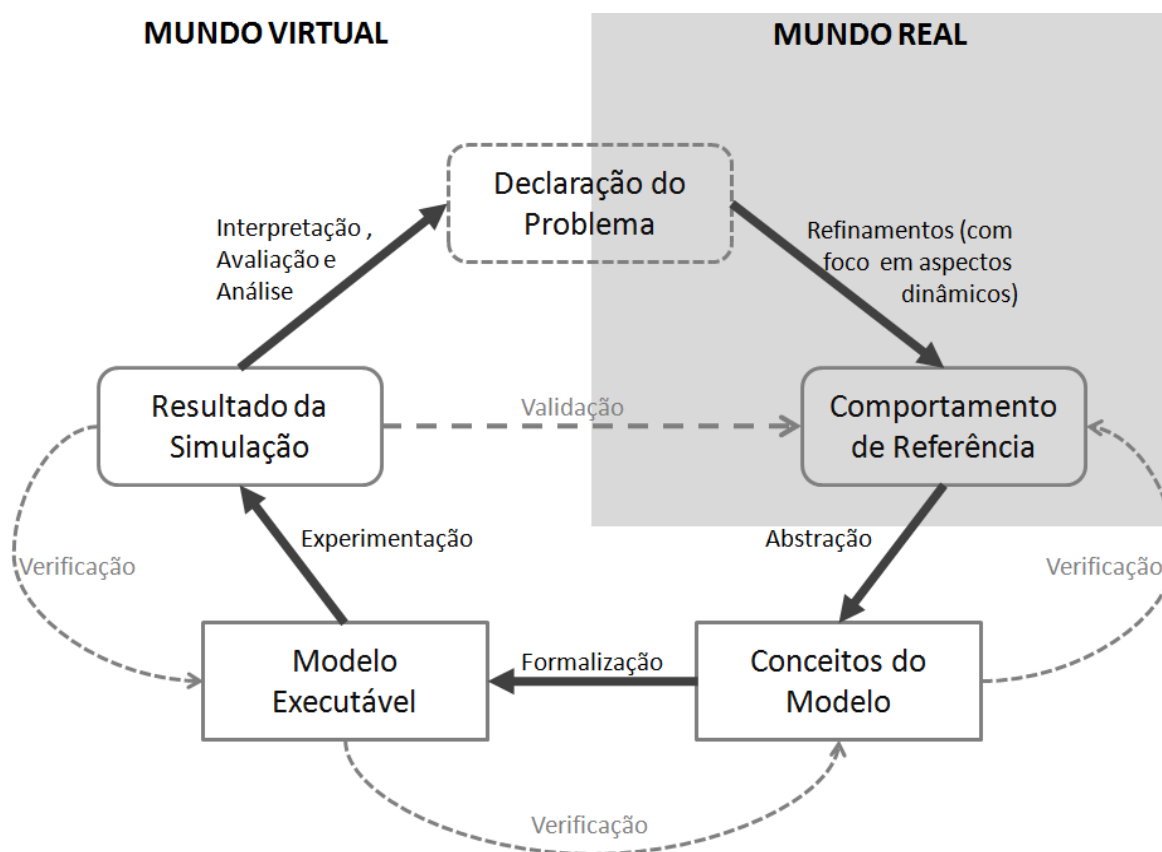 MUNDO VIRTUAL
MUNDO REAL
Declaração do
Problema
Interpretação ,
Avaliação e
Análise
Refinamentos (com
foco em aspectos
dinâmicos)
Resultado da
Simulação
Validação
Comportamento
de Referência
Experimentação
Abstração
Verificação
Verificação
Modelo
Executável
Formalização
Conceitos do
Modelo
Verificação